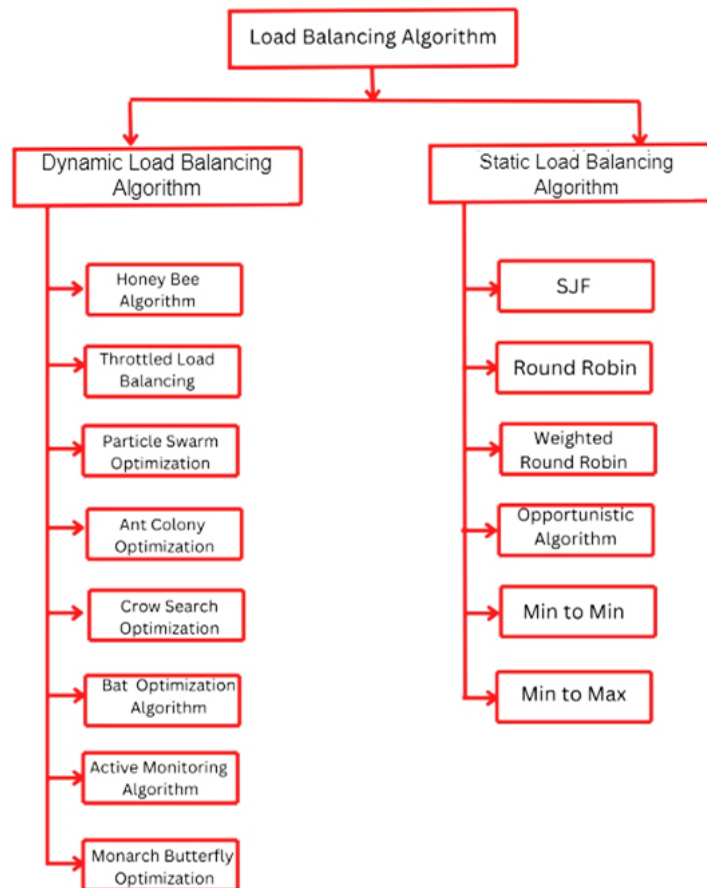 Load Balancing Algorithm
Dynamic Load Balancing
Algorithm
Static Load Balancing
Algorithm
Honey Bee
Algorithm
Throttled Load
Balancing
Particle Swarm
Optimization
Ant Colony
Optimization
Crow Search
Optimization
Bat Optimization
Algorithm
Active Monitoring
Algorithm
Monarch Butterfly
Optimization
SJF
Round Robin
Weighted
Round Robin
Opportunistic
Algorithm
Min to Min
Min to Max